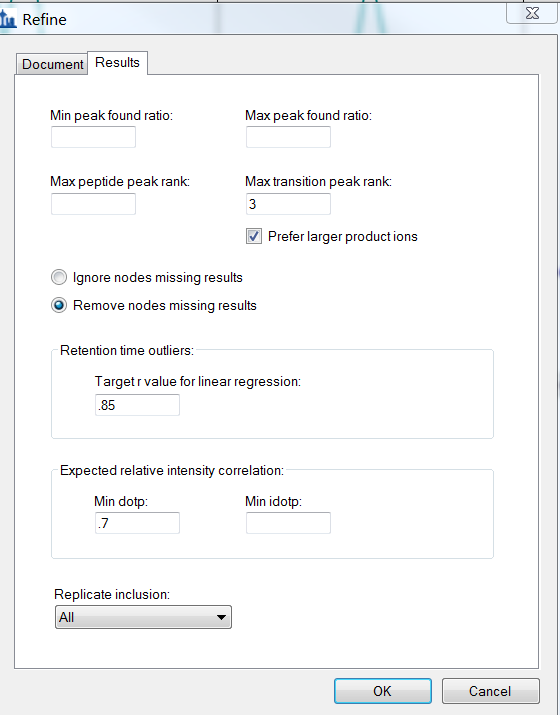 Refine
Document Results
Min peak found ratio: Max peak found ratio:
Max peptide peak rank: Max transition peak rank:
3
Prefer larger product ions
Ignore nodes missing results
Remove nodes missing results
Retention time outliers:
Target r value for linear regression:
.85
Expected relative intensity correlation:
Min dotp: Min idotp:
.7
Replicate inclusion:
All
OK Cancel